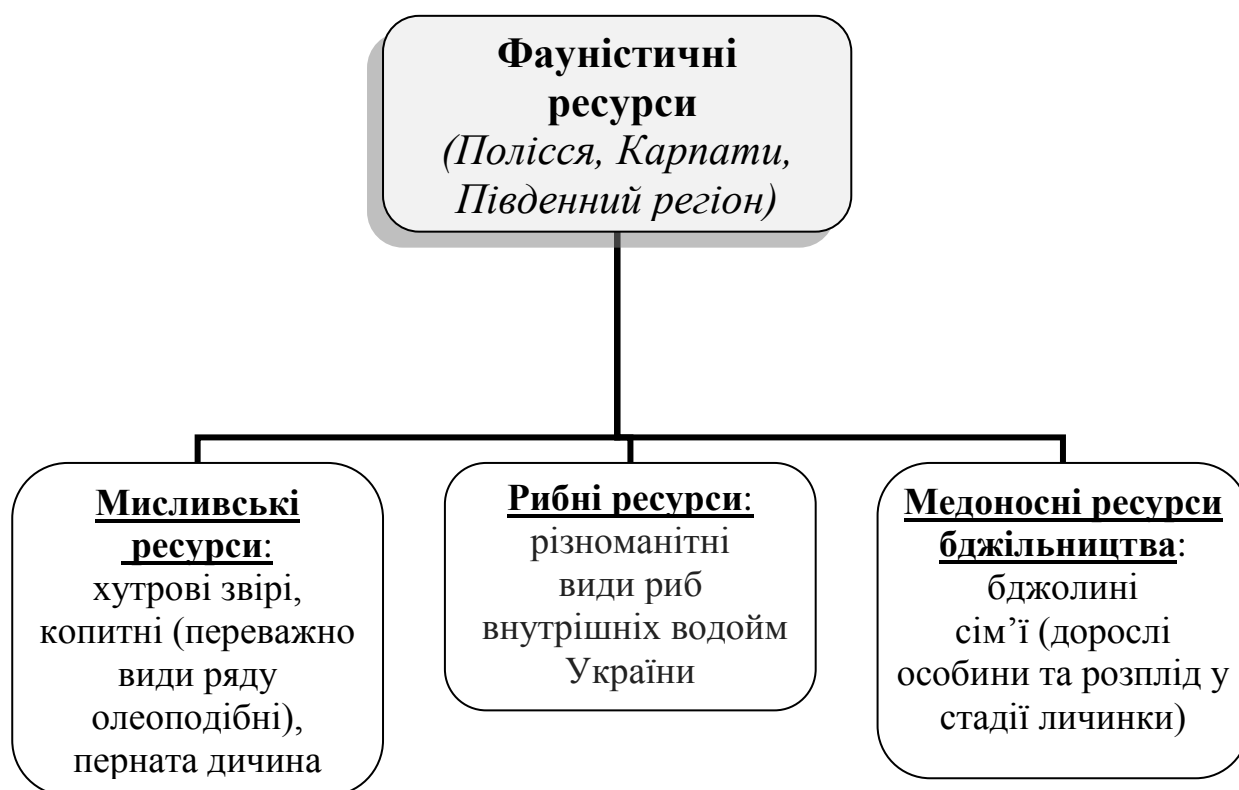 Фауністичні
ресурси
(Полісся, Карпати,
Південний регіон)
Мисливські
ресурси:
хутрові звірі,
копитні (переважно
види ряду
олеоподібні),
перната дичина
Рибні ресурси:
різноманітні
види риб
внутрішніх водойм
України
Медоносні ресурси
бджільництва:
бджолині
сім’ї (дорослі
особини та розплід у
стадії личинки)